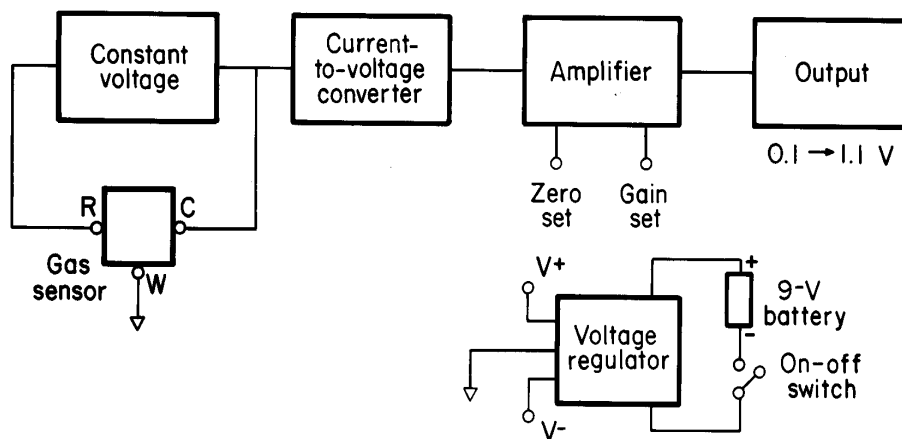 Constant
voltage
Current-
to-voltage
converter
Amplifier
Output
0.1 → 1.1 V
Zero
set
Gain
set
R
C
W
Gas
sensor
V+
V-
Voltage
regulator
+
9-V
battery
-
On-off
switch